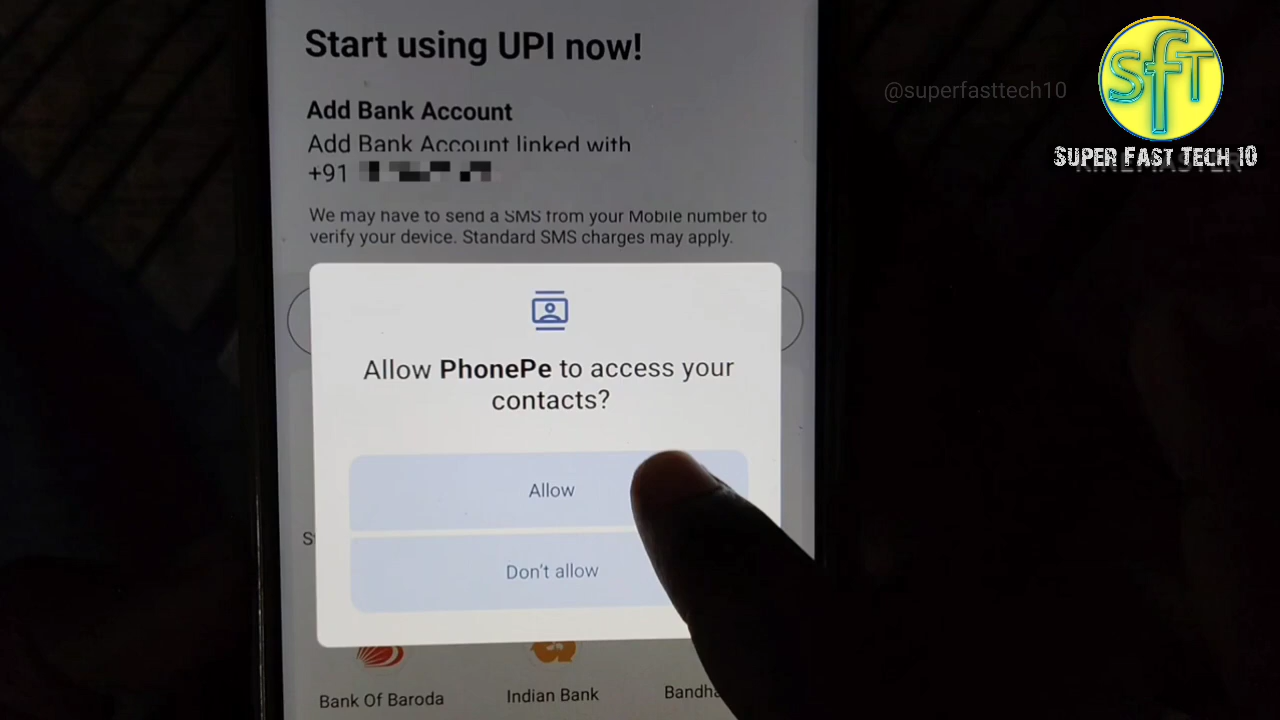 Start using UPI now!
@superfasttech10
SfT
SUPER FAST TECH 10
KINEMASTER
Add Bank Account
Add Bank Account linked with
+91
We may have to send a SMS from your Mobile number to
verify your device. Standard SMS charges may apply.
Allow PhonePe to access your
contacts?
Allow
Don't allow
Bank Of Baroda
Indian Bank